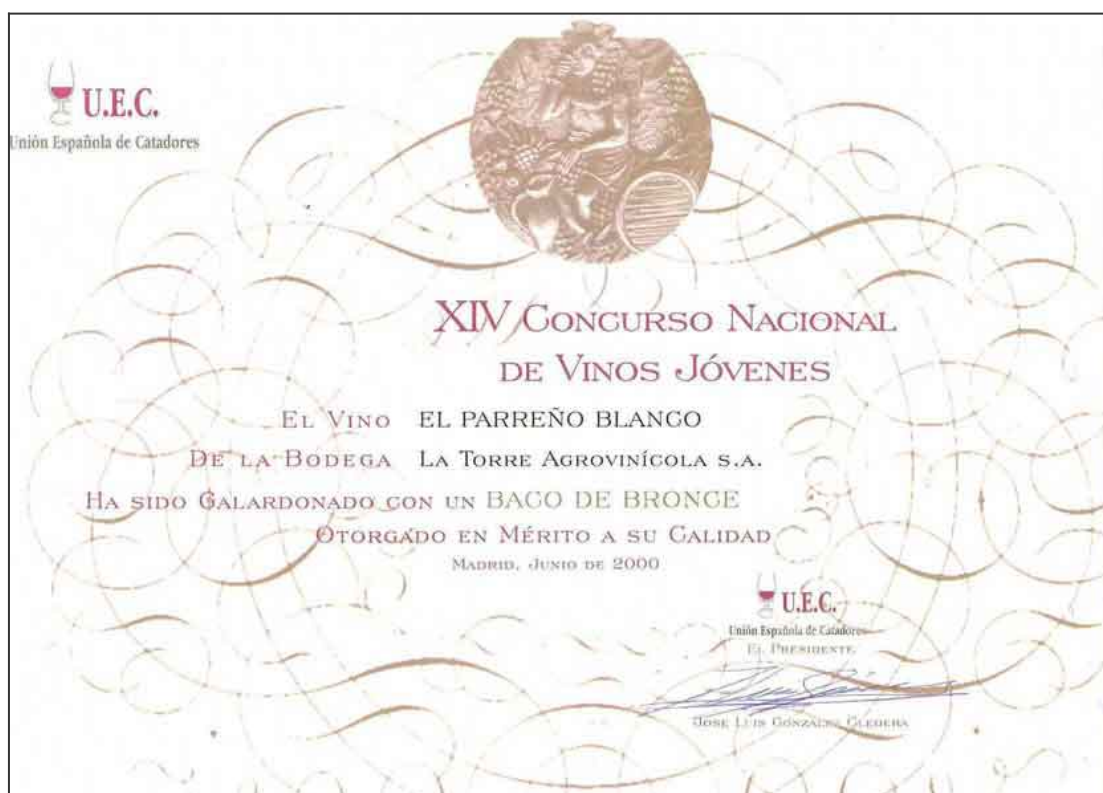 U.E.C.
Unión Española de Catadores
XIV CONCURSO NACIONAL
DE VINOS JÓVENES
EL VINO EL PARREÑO BLANCO
DE LA BODEGA LA TORRE AGROVINÍCOLA S.A.
HA SIDO GALARDONADO CON UN BACO DE BRONCE
OTORGADO EN MÉRITO A SU CALIDAD
MADRID, JUNIO DE 2000
U.E.C.
Unión Española de Catadores
EL PRESIDENTE
JOSE LUIS GONZÁLEZ